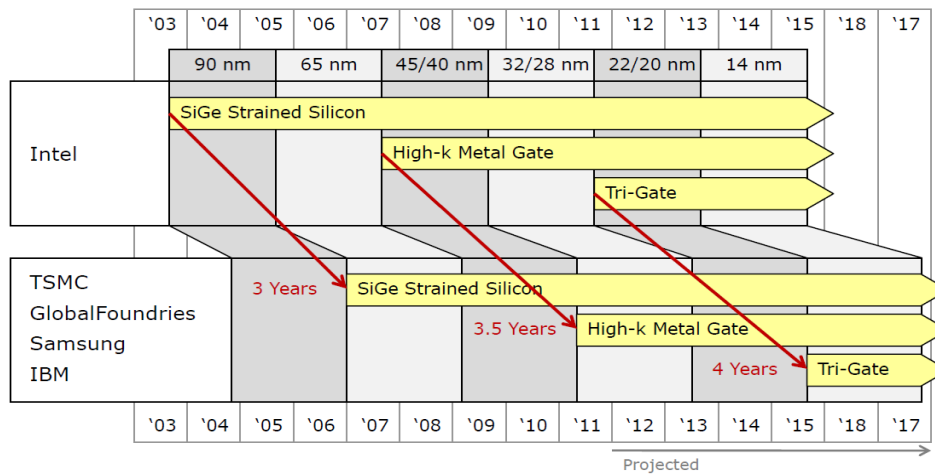 ‘03 ‘04 ‘05 ‘06 ‘07 ‘08 ‘09 ‘10 ‘11 ‘12 ‘13 ‘14 ‘15 ‘18 ‘17
90 nm 65 nm 45/40 nm 32/28 nm 22/20 nm 14 nm
SiGe Strained Silicon
Intel
High-k Metal Gate
Tri-Gate
TSMC
GlobalFoundries
Samsung
IBM
3 Years
SiGe Strained Silicon
3.5 Years
High-k Metal Gate
4 Years
Tri-Gate
‘03 ‘04 ‘05 ‘06 ‘07 ‘08 ‘09 ‘10 ‘11 ‘12 ‘13 ‘14 ‘15 ‘18 ‘17
Projected